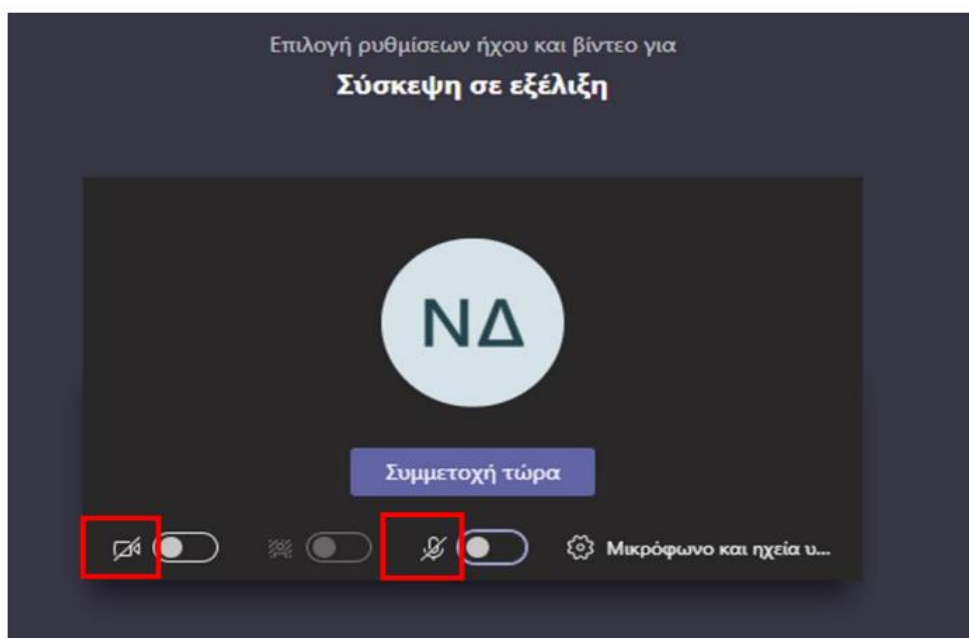 Επιλογή ρυθμίσεων ήχου και βίντεο για
Σύσκεψη σε εξέλιξη
ΝΔ
Συμμετοχή τώρα
Μικρόφωνο και ηχεία υ...